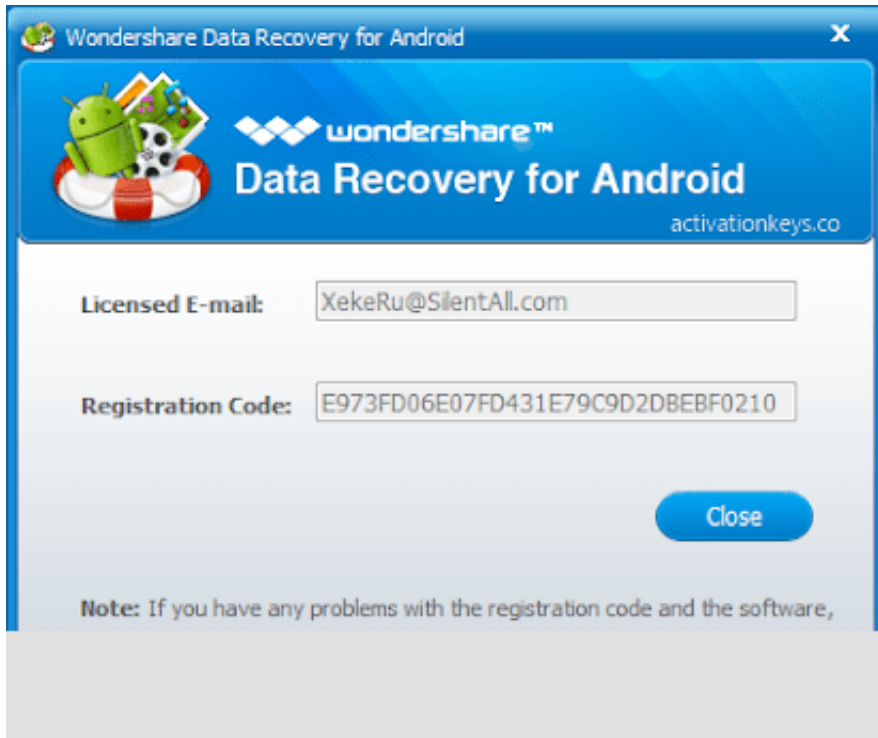 Wondershare Data Recovery for Android
wondershare™
Data Recovery for Android
activationkeys.co
Licensed E-mail: XekeRu@SilentAll.com
Registration Code: E973FD06E07FD431E79C9D2DBEBF0210
Close
Note: If you have any problems with the registration code and the software,